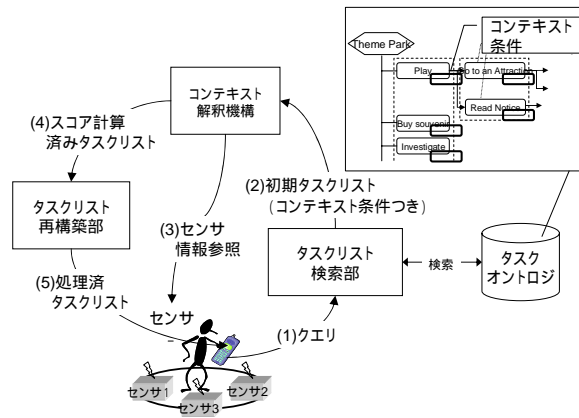 コンテキスト
条件
Theme Park
Play
Go to an Attraction
Read Notice
Buy souvenir
Investigate
コンテキスト
解釈機構
(4)スコア計算
済みタスクリスト
(2)初期タスクリスト
(コンテキスト条件つき)
タスクリスト
再構築部
(3)センサ
情報参照
タスクリスト
検索部
検索
タスク
オントロジ
(5)処理済
タスクリスト
センサ
(1)クエリ
センサ1
センサ2
センサ3